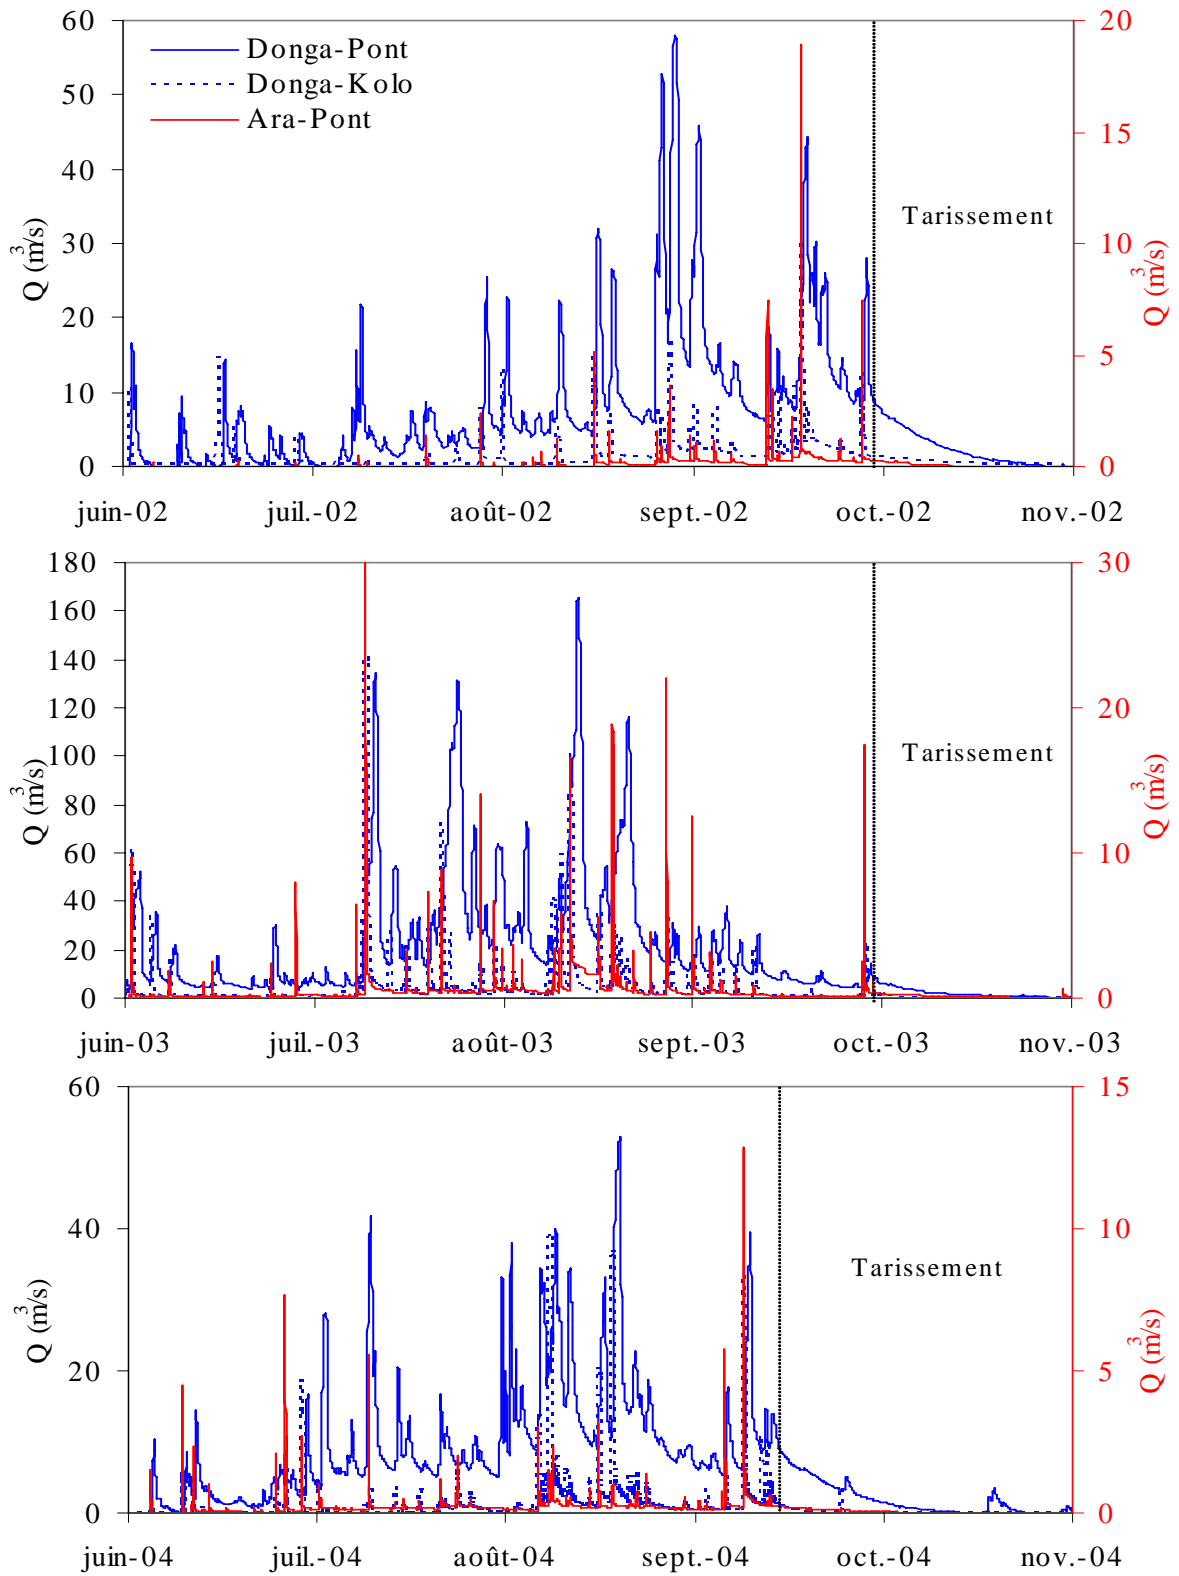 60
50
40
30
20
10
0
Q (m³/s)
Donga-Pont
Donga-Kolo
Ara-Pont
Tarissement
20
15
10
5
0
Q (m³/s)
juin-02 juil.-02 août-02 sept.-02 oct.-02 nov.-02
180
160
140
120
100
80
60
40
20
0
Q (m³/s)
Tarissement
30
20
10
0
Q (m³/s)
juin-03 juil.-03 août-03 sept.-03 oct.-03 nov.-03
60
40
20
0
Q (m³/s)
Tarissement
15
10
5
0
Q (m³/s)
juin-04 juil.-04 août-04 sept.-04 oct.-04 nov.-04